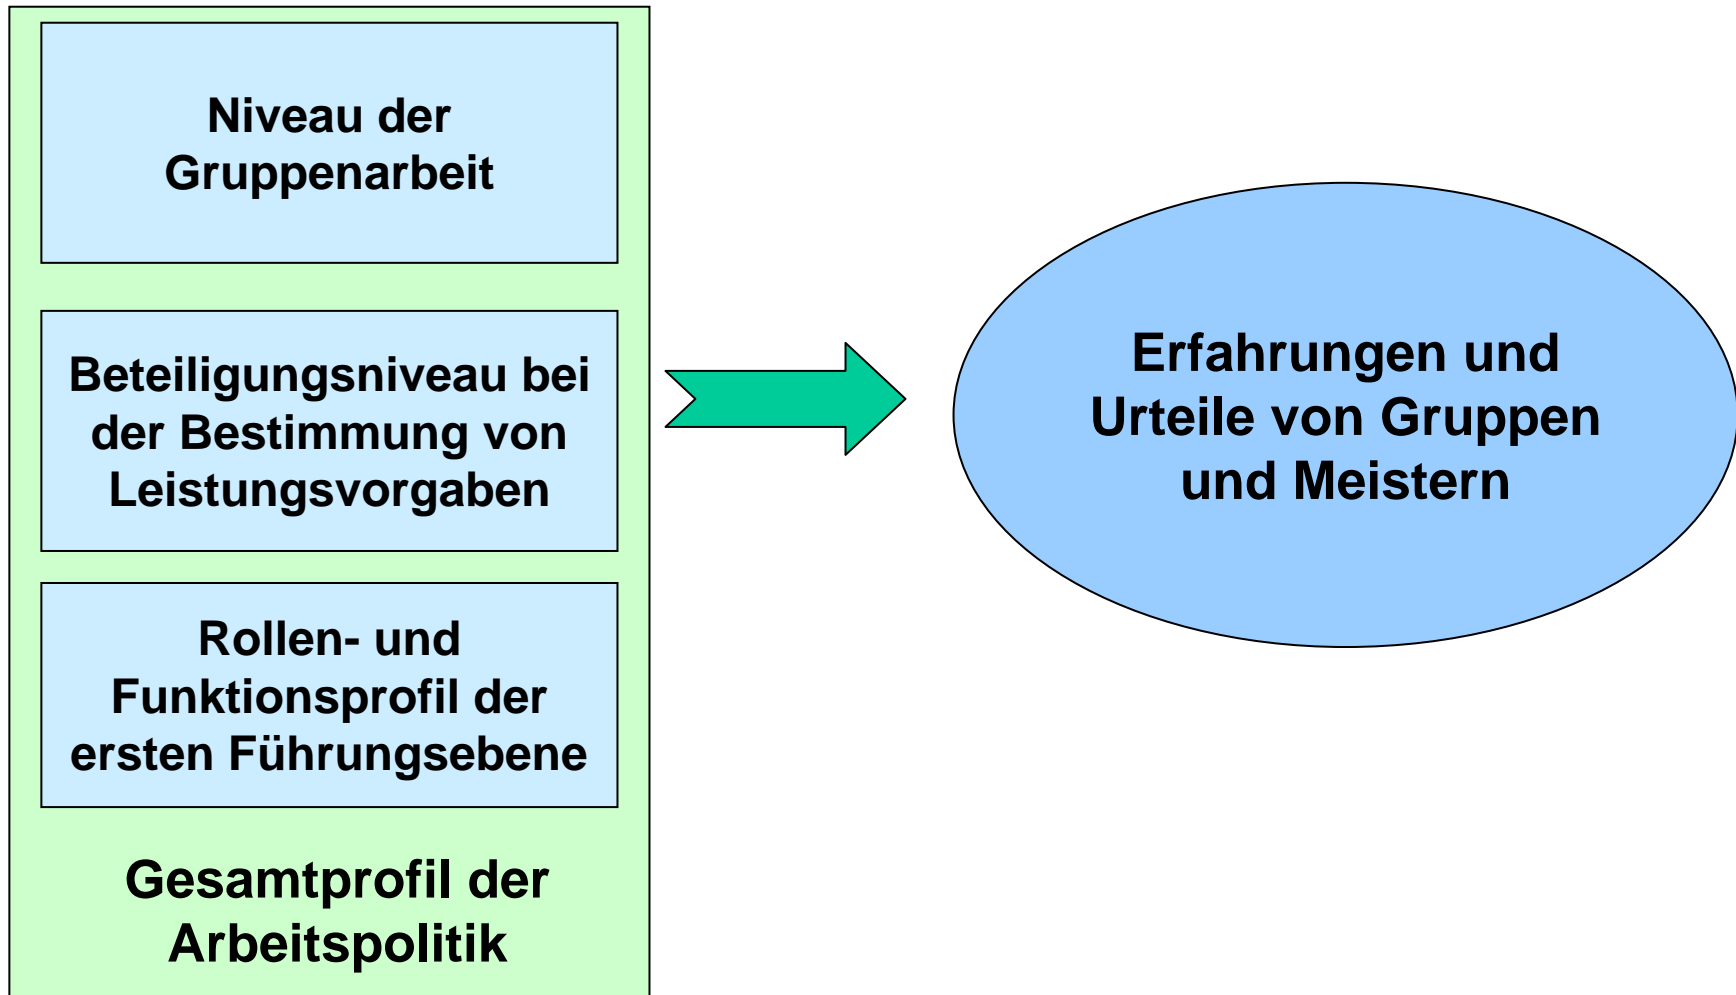 Niveau der
Gruppenarbeit
Beteiligungsniveau bei
der Bestimmung von
Leistungsvorgaben
Rollen- und
Funktionsprofil der
ersten Führungsebene
Gesamtprofil der
Arbeitspolitik
Erfahrungen und
Urteile von Gruppen
und Meistern